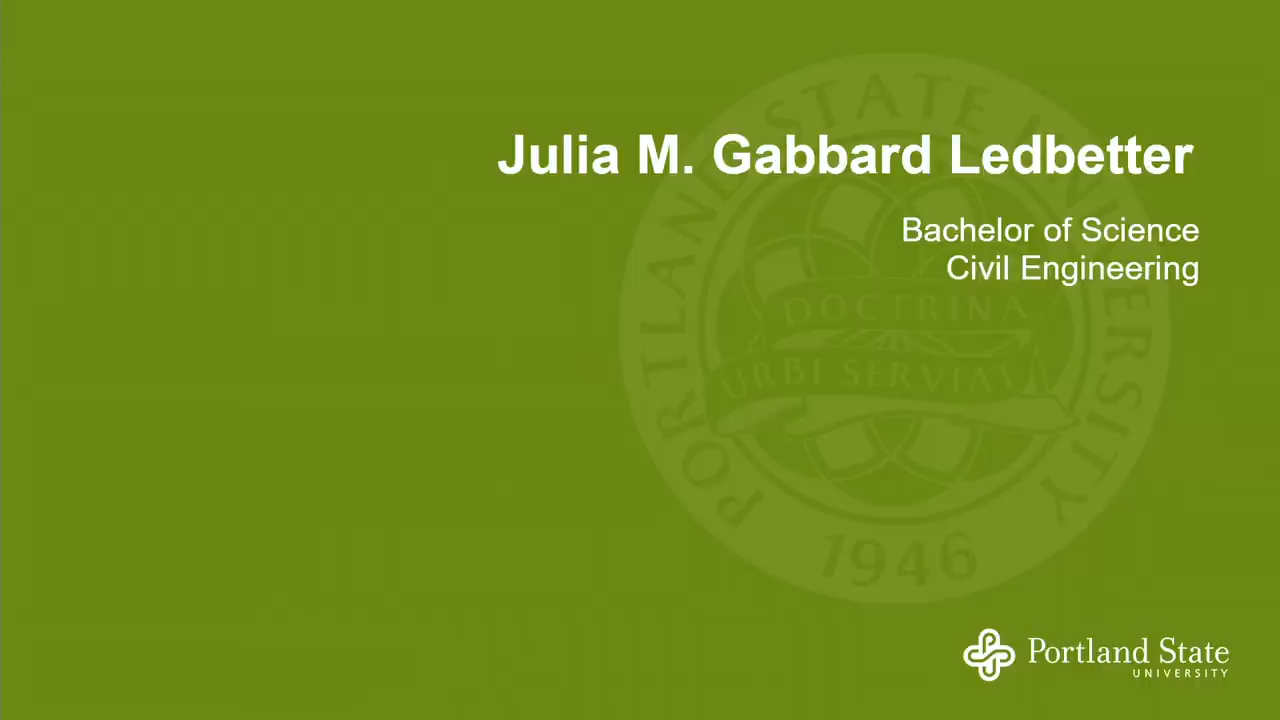 Julia M. Gabbard Ledbetter
Bachelor of Science
Civil Engineering
PORTLAND STATE UNIVERSITY
DOCTRINA
URBI SERVIAT
1946
Portland State
UNIVERSITY